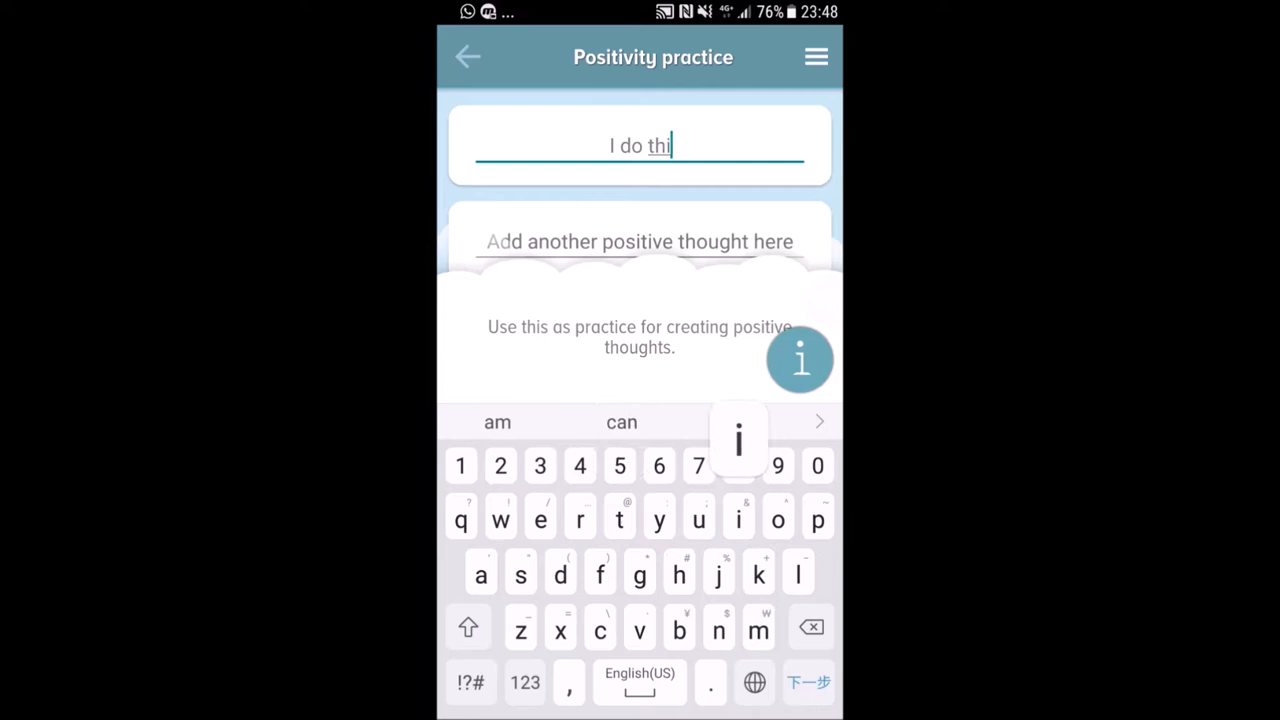 ... 4G+ 76% 23:48
Positivity practice
I do thi
Add another positive thought here
Use this as practice for creating positive
thoughts.
i
am can
i
1 2 3 4 5 6 7 9 0
? ! / … @ : ; & ^ ~
q w e r t y u i o p
' " ( ) * # % + -
a s d f g h j k l
_ = \ · ¥ $ ₩
z x c v b n m
!?# 123 , English(US) . 下一步